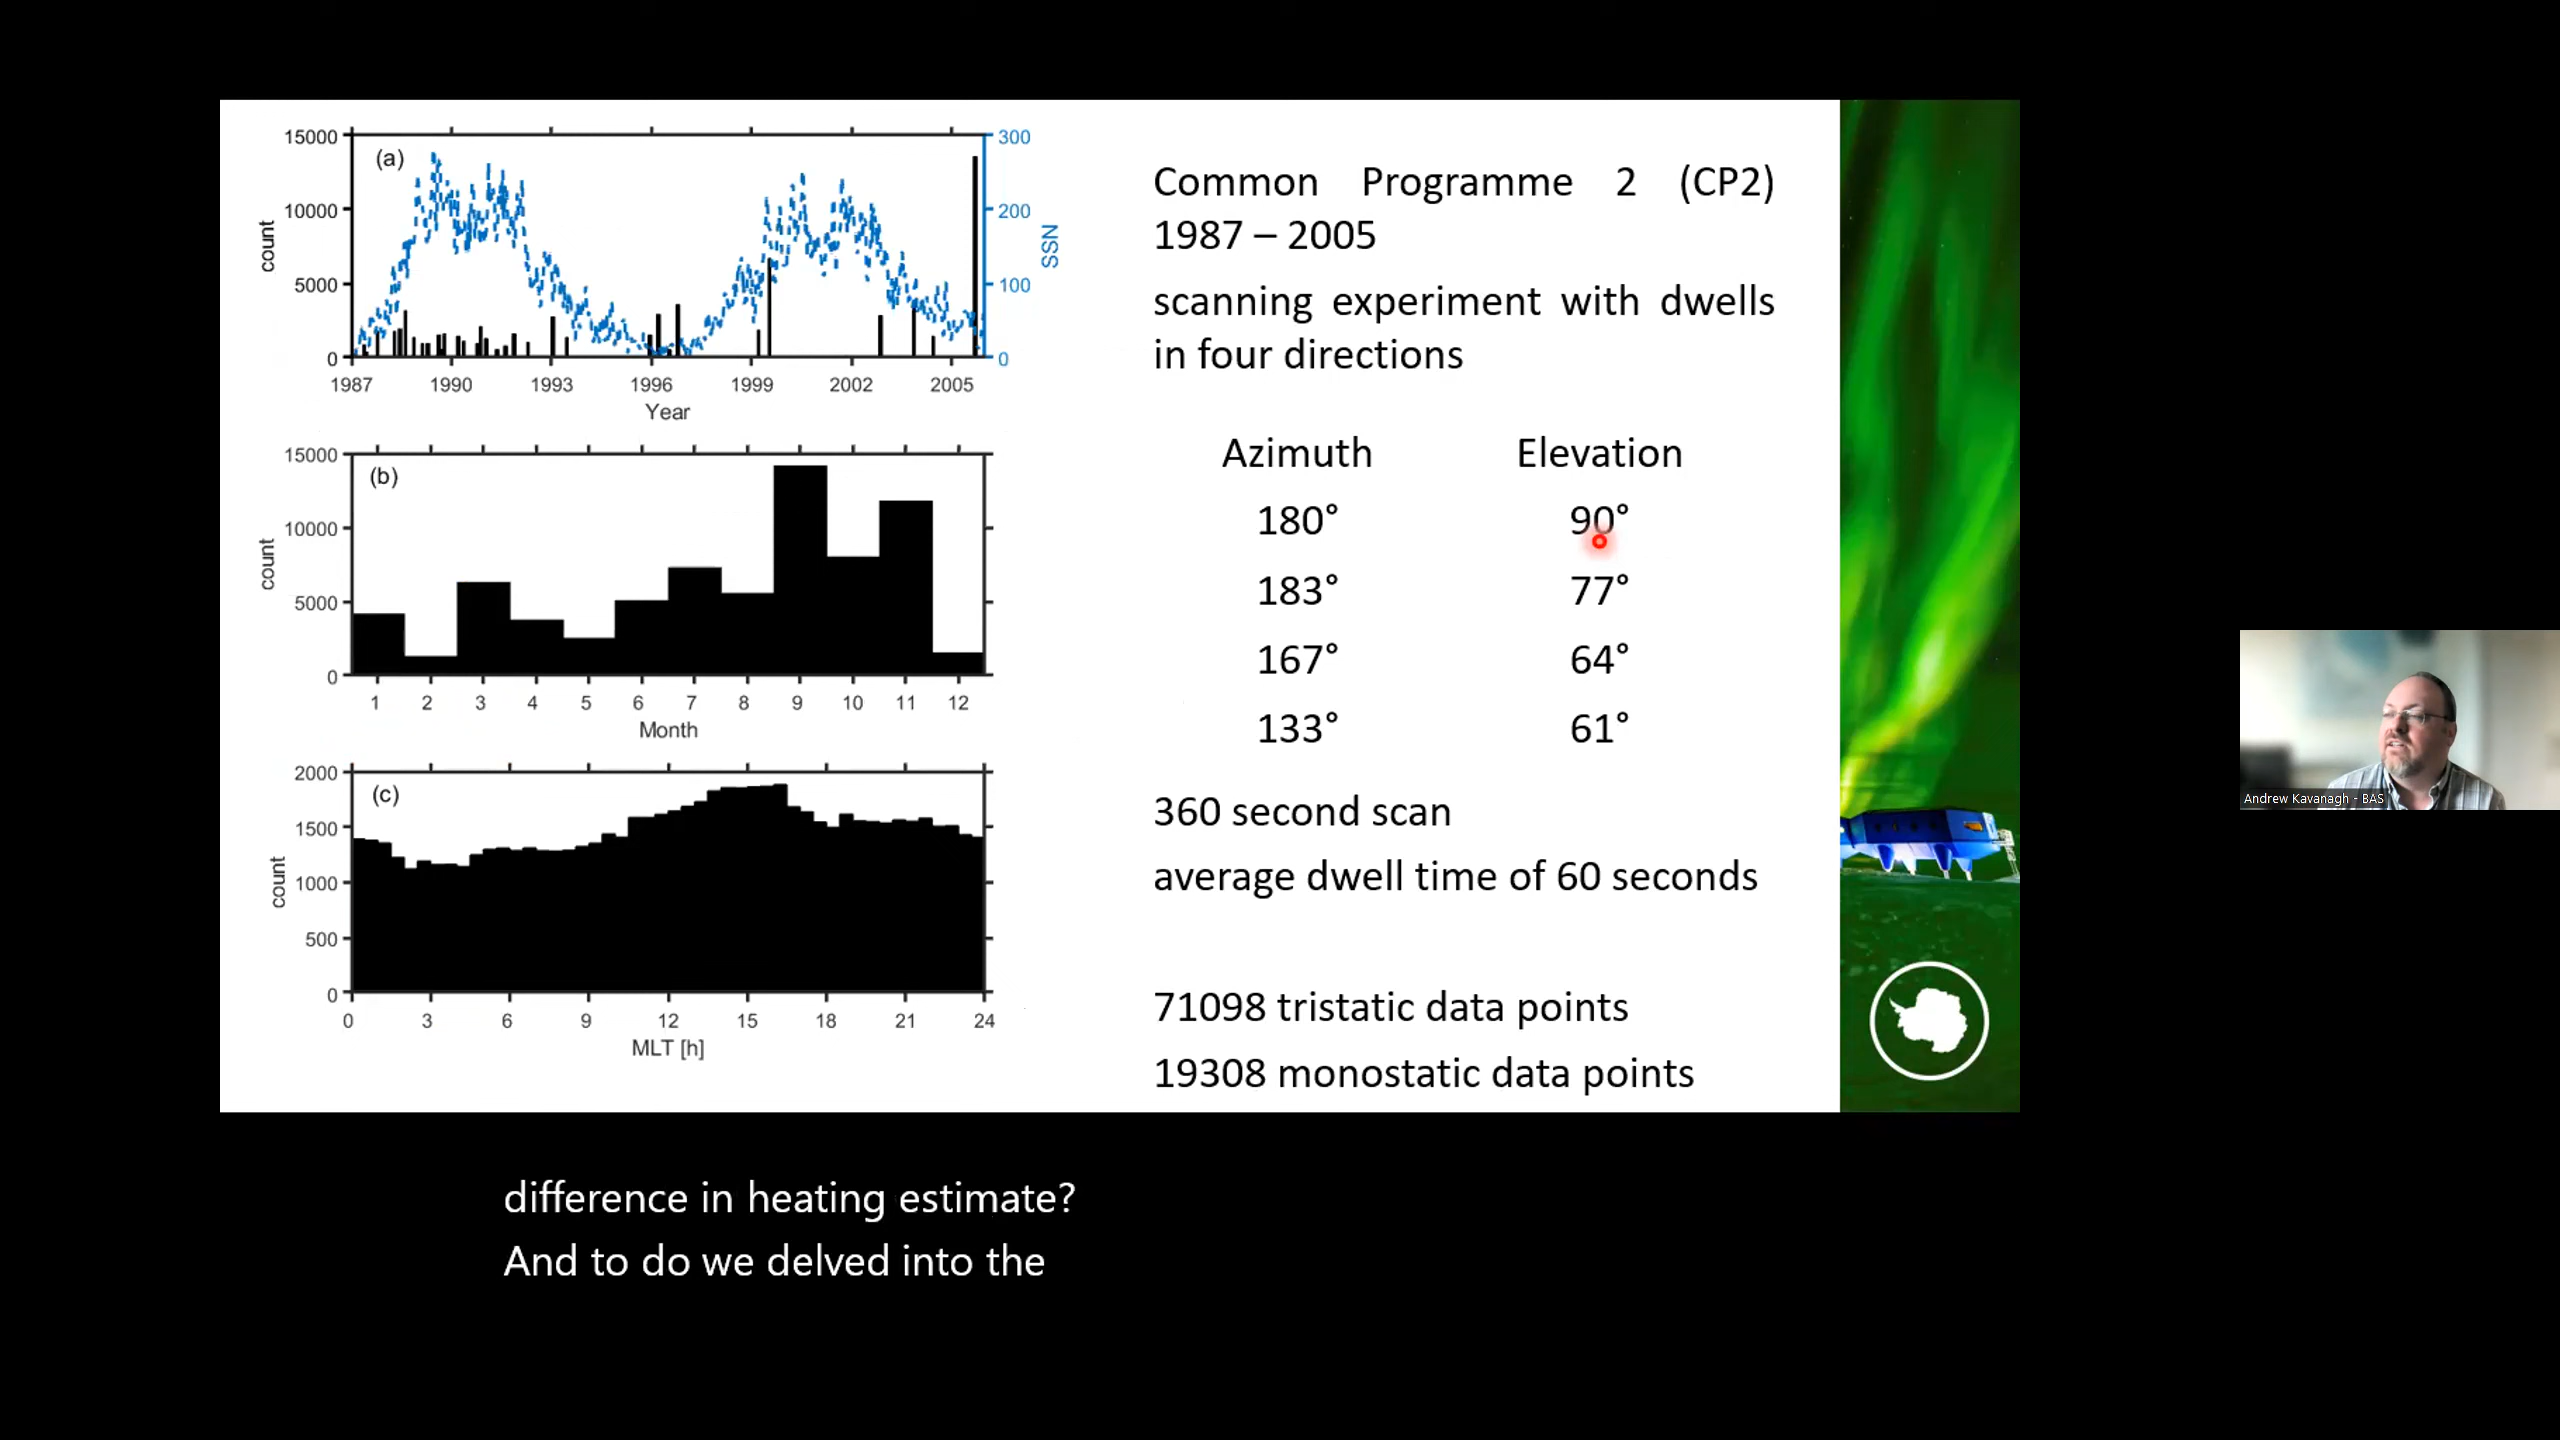 15000
10000
5000
0
(a)
count
300
200
100
0
SSN
1987 1990 1993 1996 1999 2002 2005
Year
15000
10000
5000
0
(b)
count
1 2 3 4 5 6 7 8 9 10 11 12
Month
2000
1500
1000
500
0
(c)
count
0 3 6 9 12 15 18 21 24
MLT [h]
Common Programme 2 (CP2)
1987 – 2005
scanning experiment with dwells
in four directions
Azimuth Elevation
180° 90°
183° 77°
167° 64°
133° 61°
360 second scan
average dwell time of 60 seconds
71098 tristatic data points
19308 monostatic data points
Andrew Kavanagh - BAS
difference in heating estimate?
And to do we delved into the